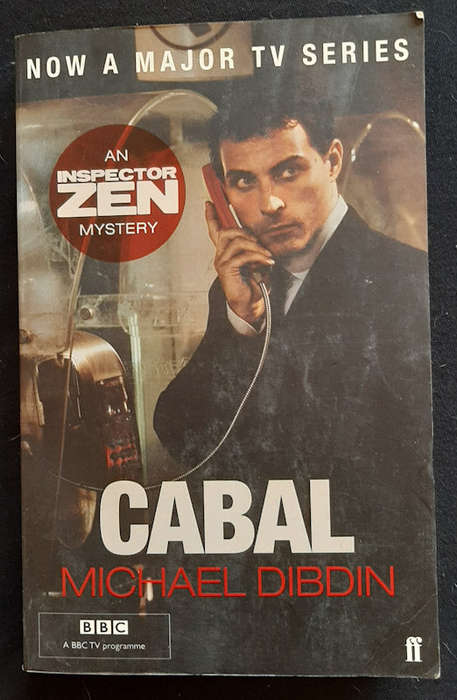 NOW A MAJOR TV SERIES
AN
INSPECTOR
ZEN
MYSTERY
CABAL
MICHAEL DIBDIN
BBC
A BBC TV programme
ff